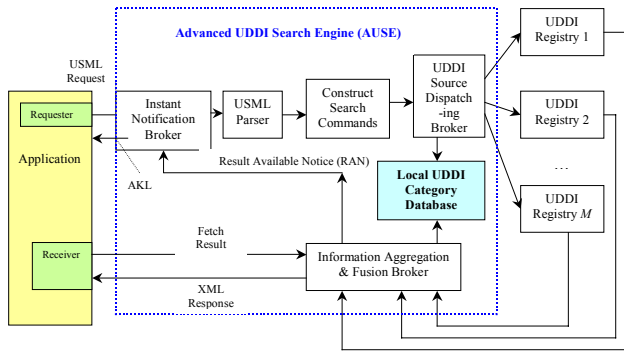 Advanced UDDI Search Engine (AUSE)
UDDI
Registry 1
USML
Request
Requester
Instant
Notification
Broker
USML
Parser
Construct
Search
Commands
UDDI
Source
Dispatch
-ing Broker
UDDI
Registry 2
Application
AKL
Result Available Notice (RAN)
Local UDDI
Category
Database
…
UDDI
Registry M
Receiver
Fetch
Result
Information Aggregation
& Fusion Broker
XML
Response